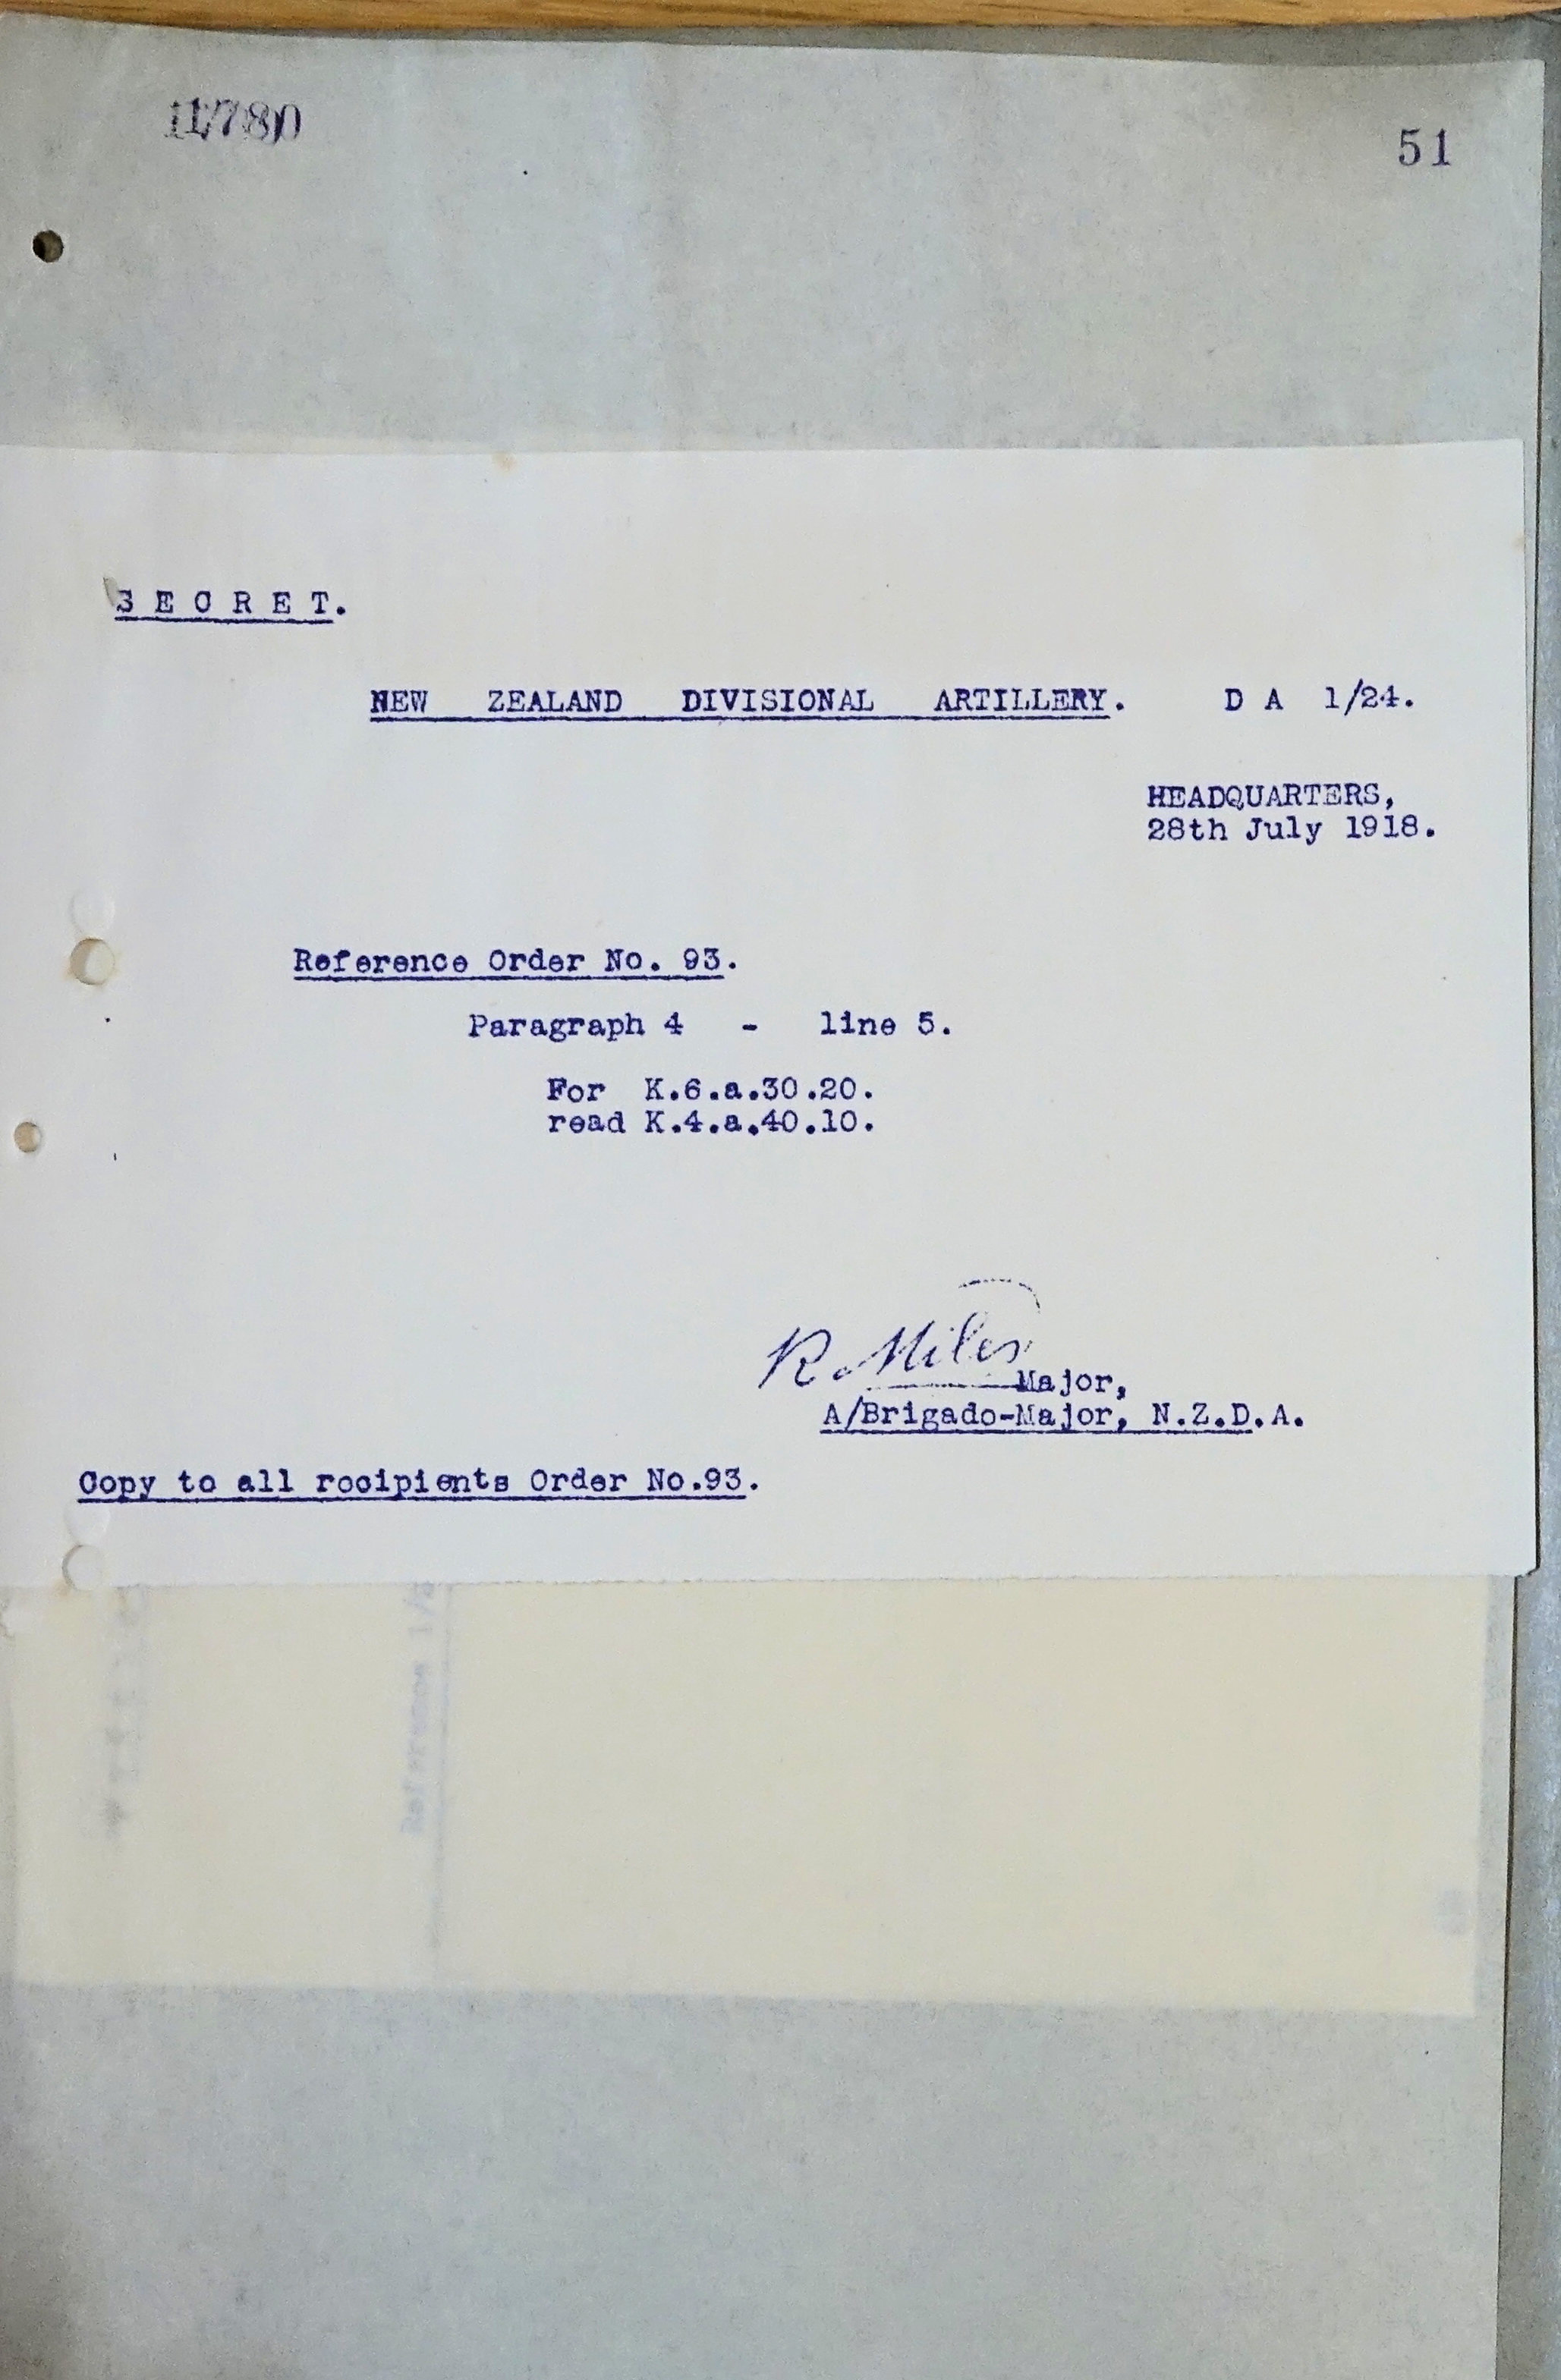 11780
51
SECRET.
NEW ZEALAND DIVISIONAL ARTILLERY. D A 1/24.
HEADQUARTERS,
28th July 1918.
Reference Order No. 93.
Paragraph 4 - line 5.
For K.6.a.30.20.
read K.4.a.40.10.
R. Miles
Major,
A/Brigade-Major, N.Z.D.A.
Copy to all recipients Order No.93.